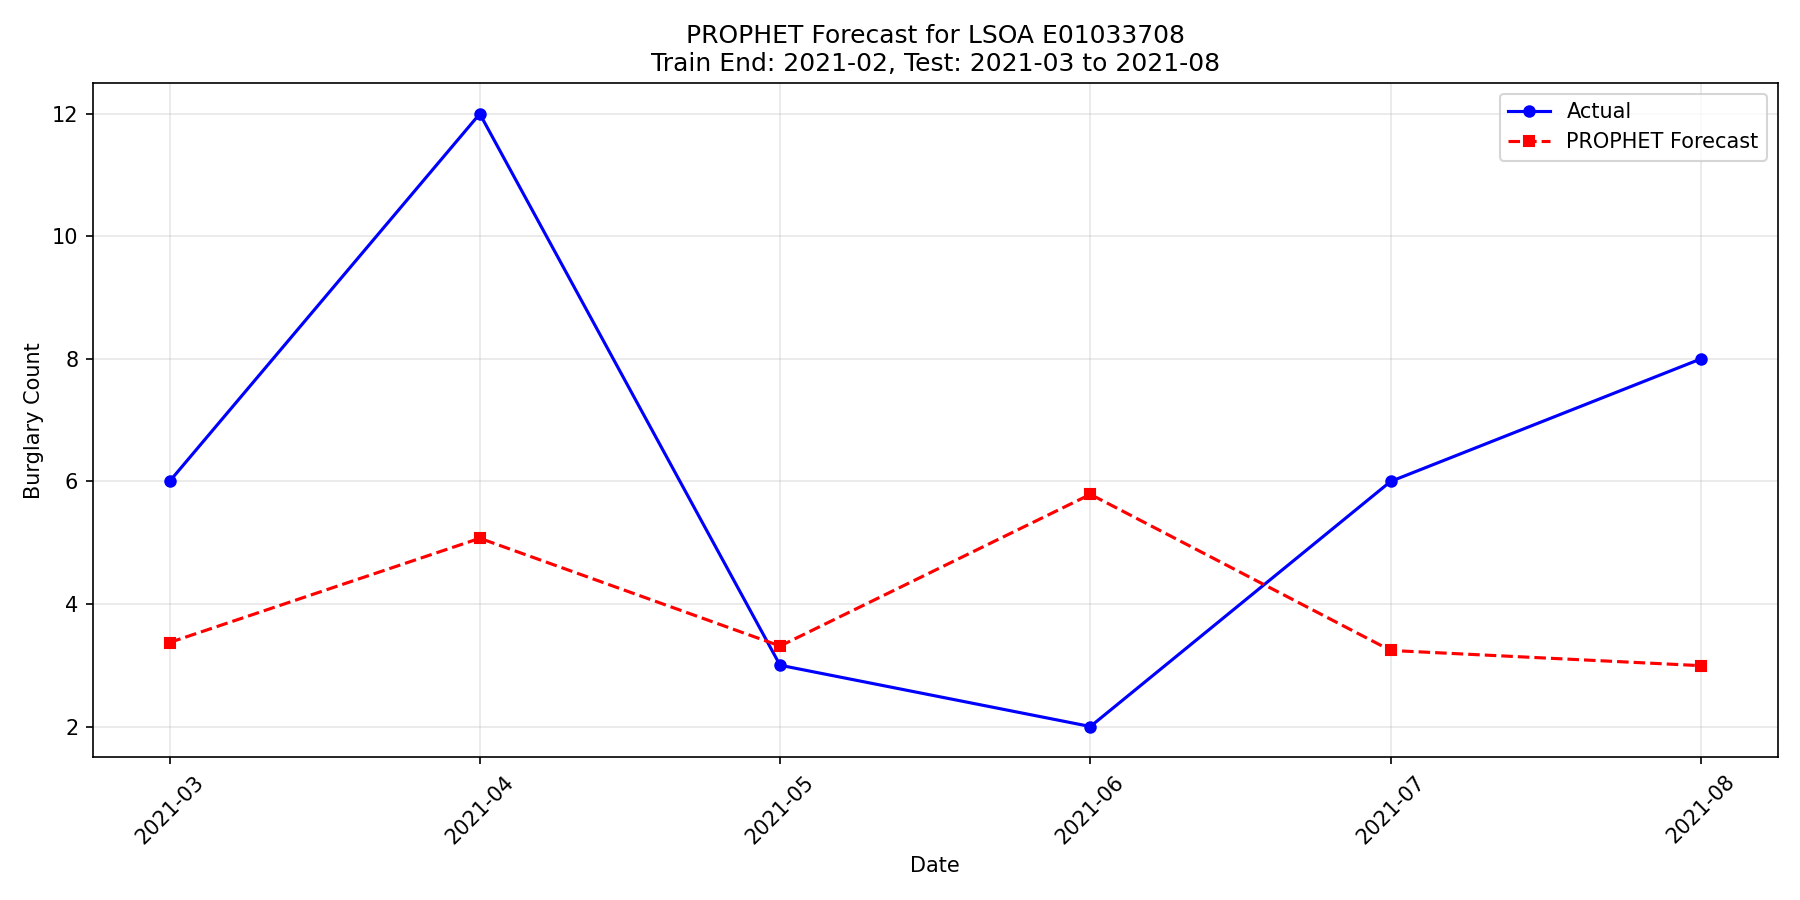 PROPHET Forecast for LSOA E01033708
Train End: 2021-02, Test: 2021-03 to 2021-08
Actual
PROPHET Forecast
Burglary Count
12
10
8
6
4
2
2021-03
2021-04
2021-05
2021-06
2021-07
2021-08
Date